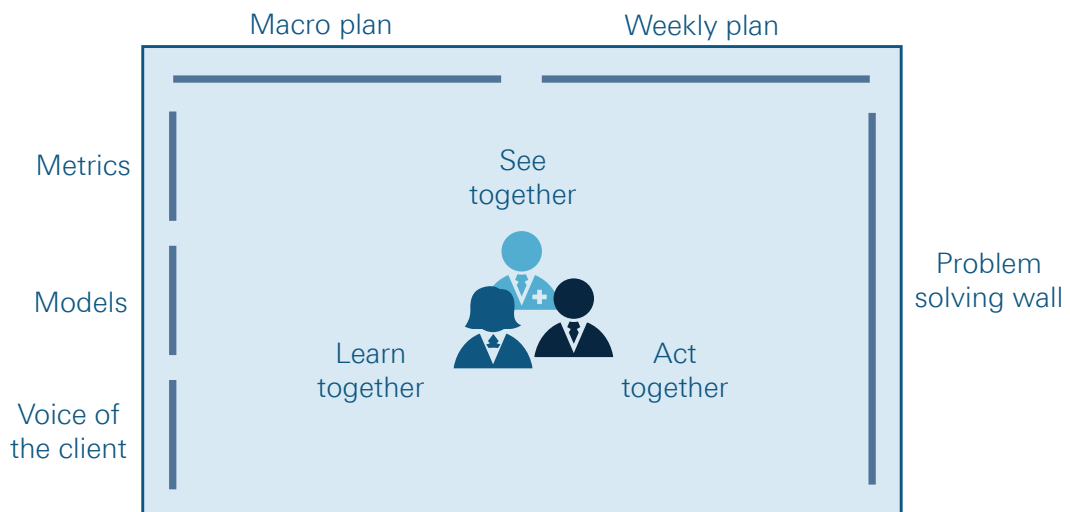 Macro plan
Weekly plan
Metrics
See
together
Models
Problem
solving wall
Learn
together
Act
together
Voice of
the client